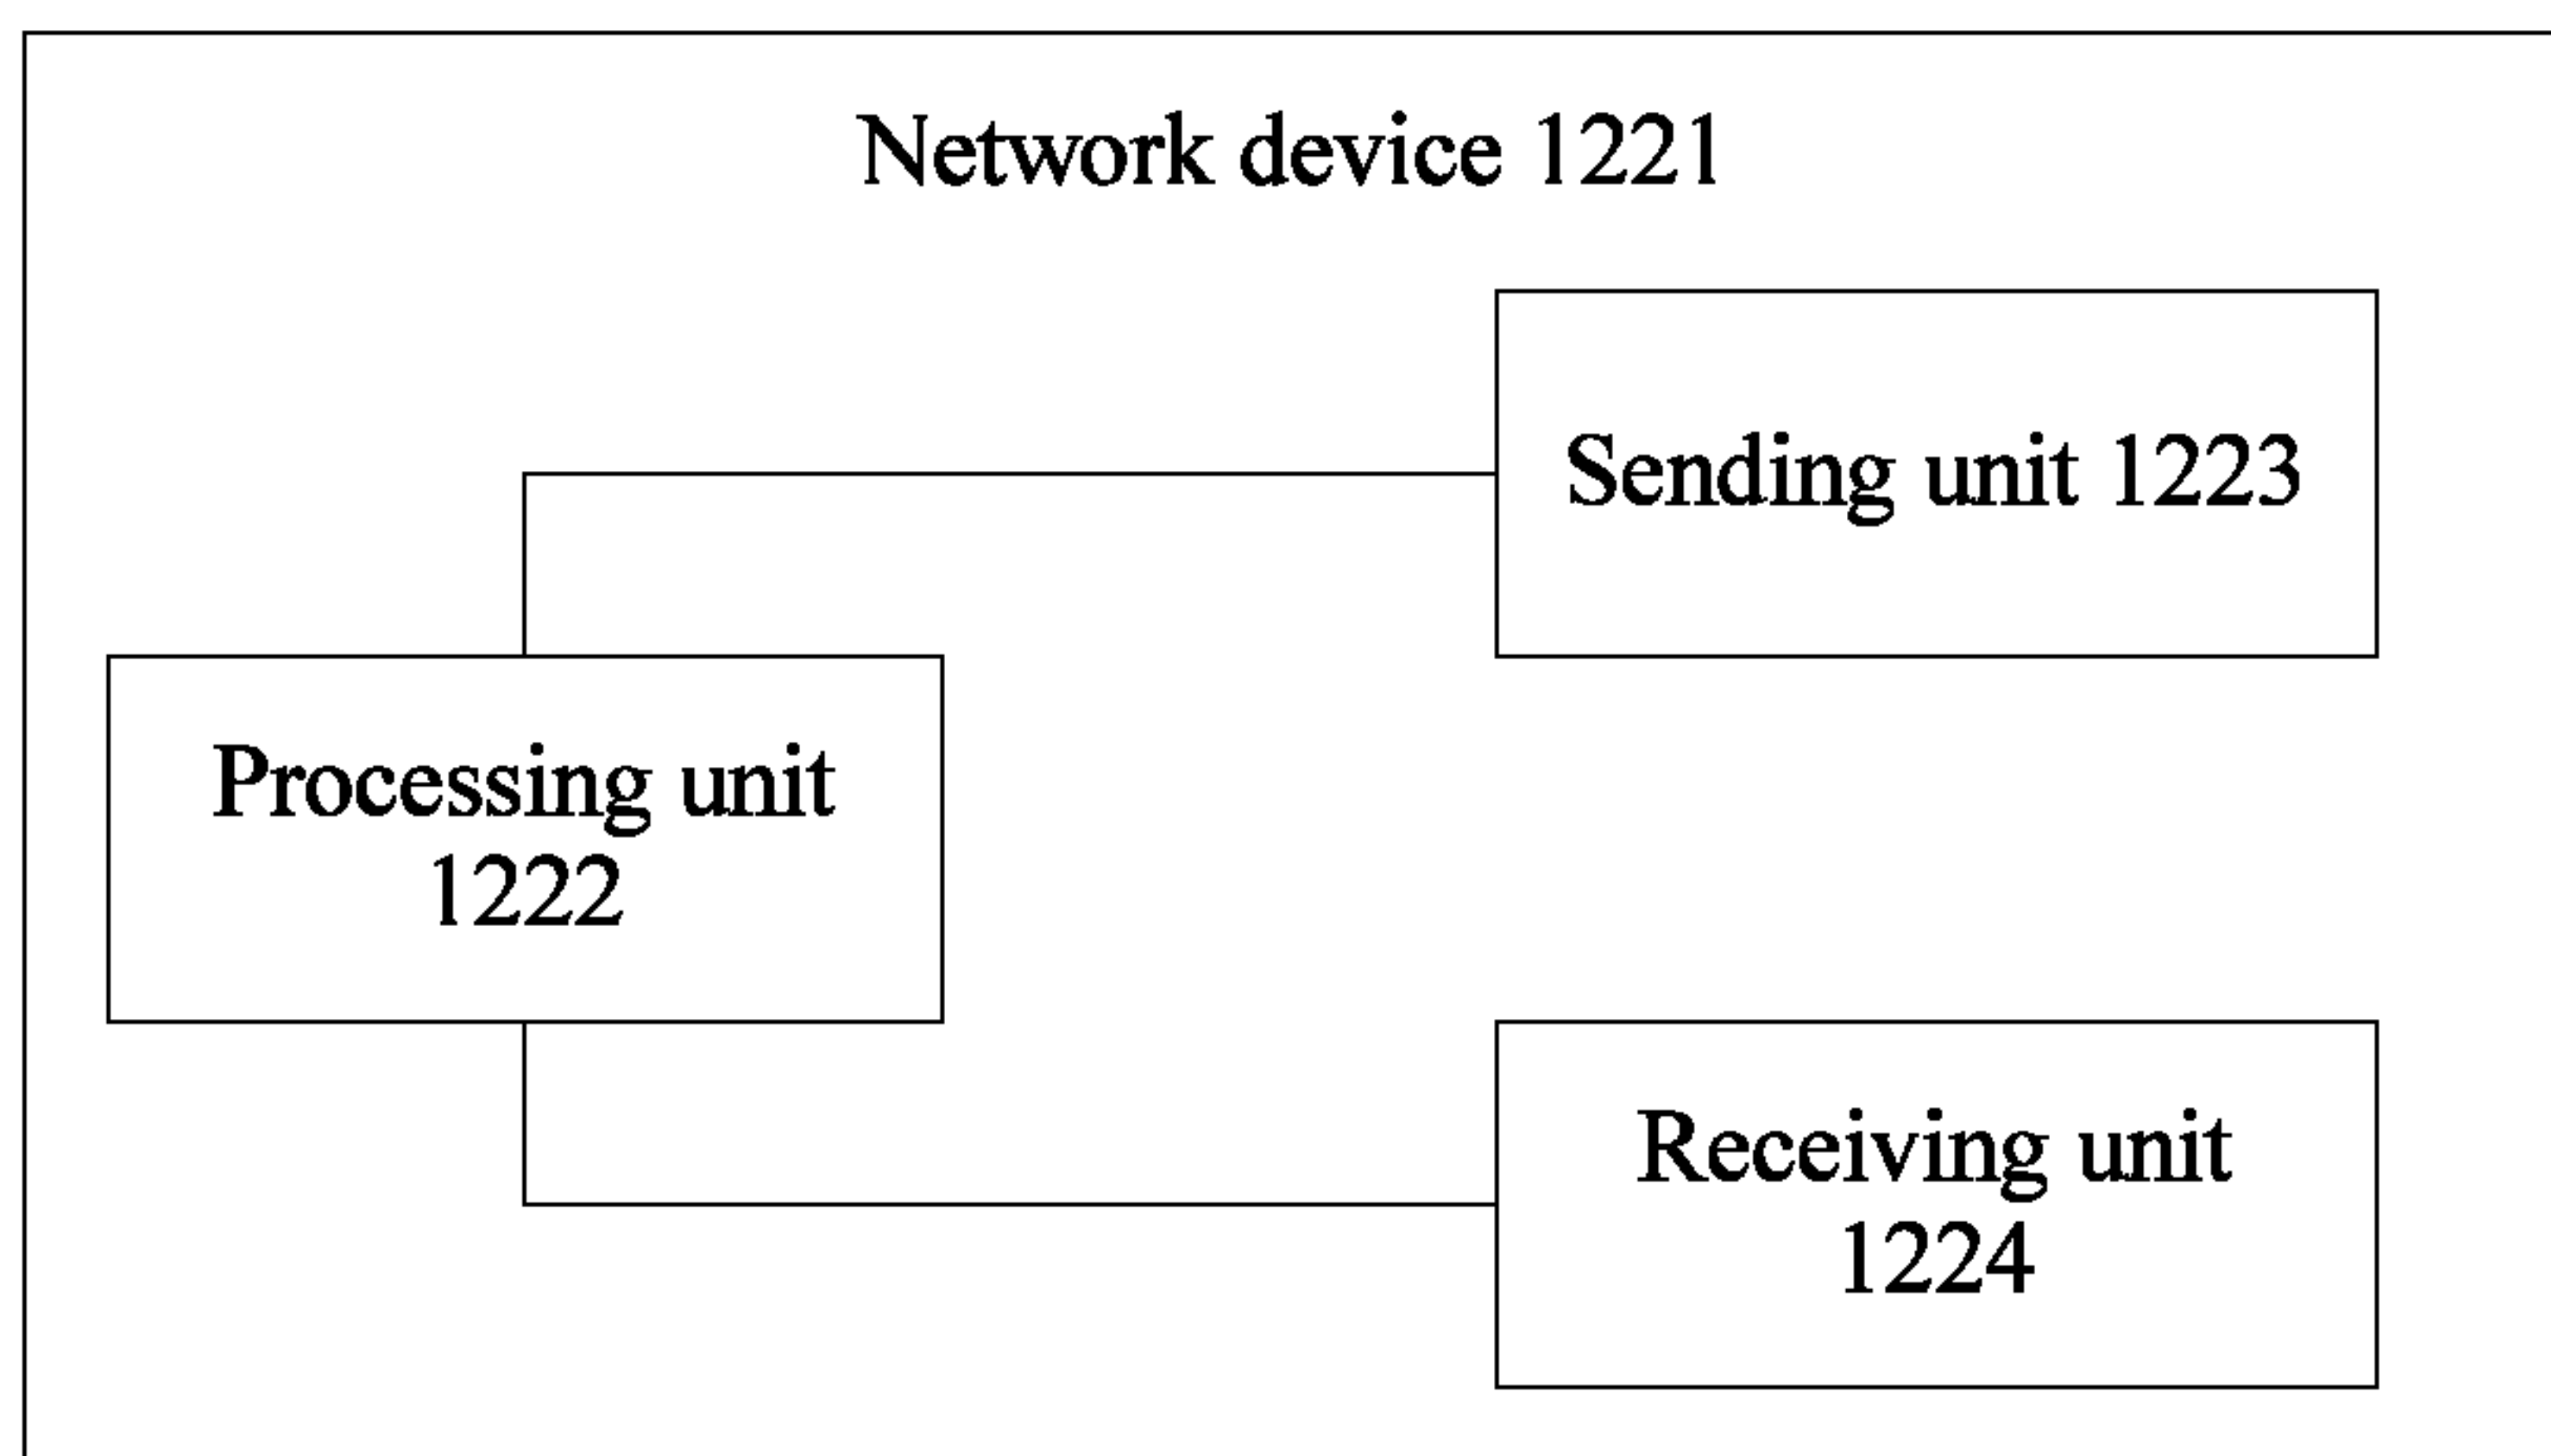 Network device 1221
Sending unit 1223
Processing unit
1222
Receiving unit
1224